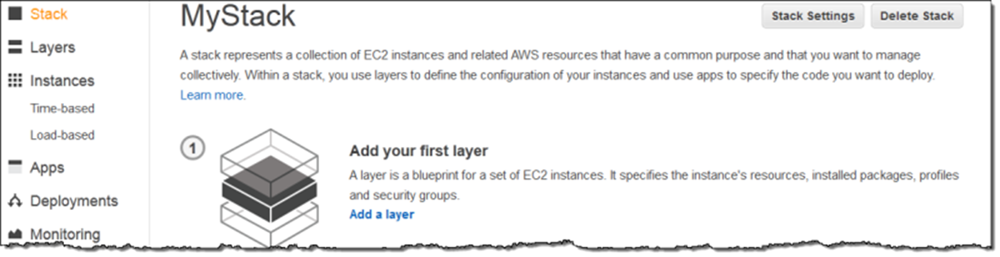 Stack
Layers
Instances
Time-based
Load-based
Apps
Deployments
Monitoring
MyStack
Stack Settings
Delete Stack
A stack represents a collection of EC2 instances and related AWS resources that have a common purpose and that you want to manage
collectively. Within a stack, you use layers to define the configuration of your instances and use apps to specify the code you want to deploy.
Learn more.
1
Add your first layer
A layer is a blueprint for a set of EC2 instances. It specifies the instance's resources, installed packages, profiles
and security groups.
Add a layer